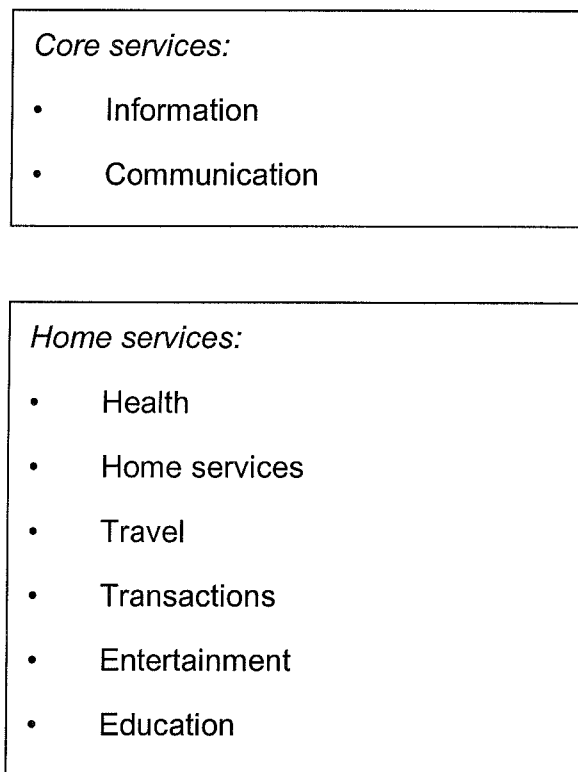 Core services:
• Information
• Communication
Home services:
• Health
• Home services
• Travel
• Transactions
• Entertainment
• Education